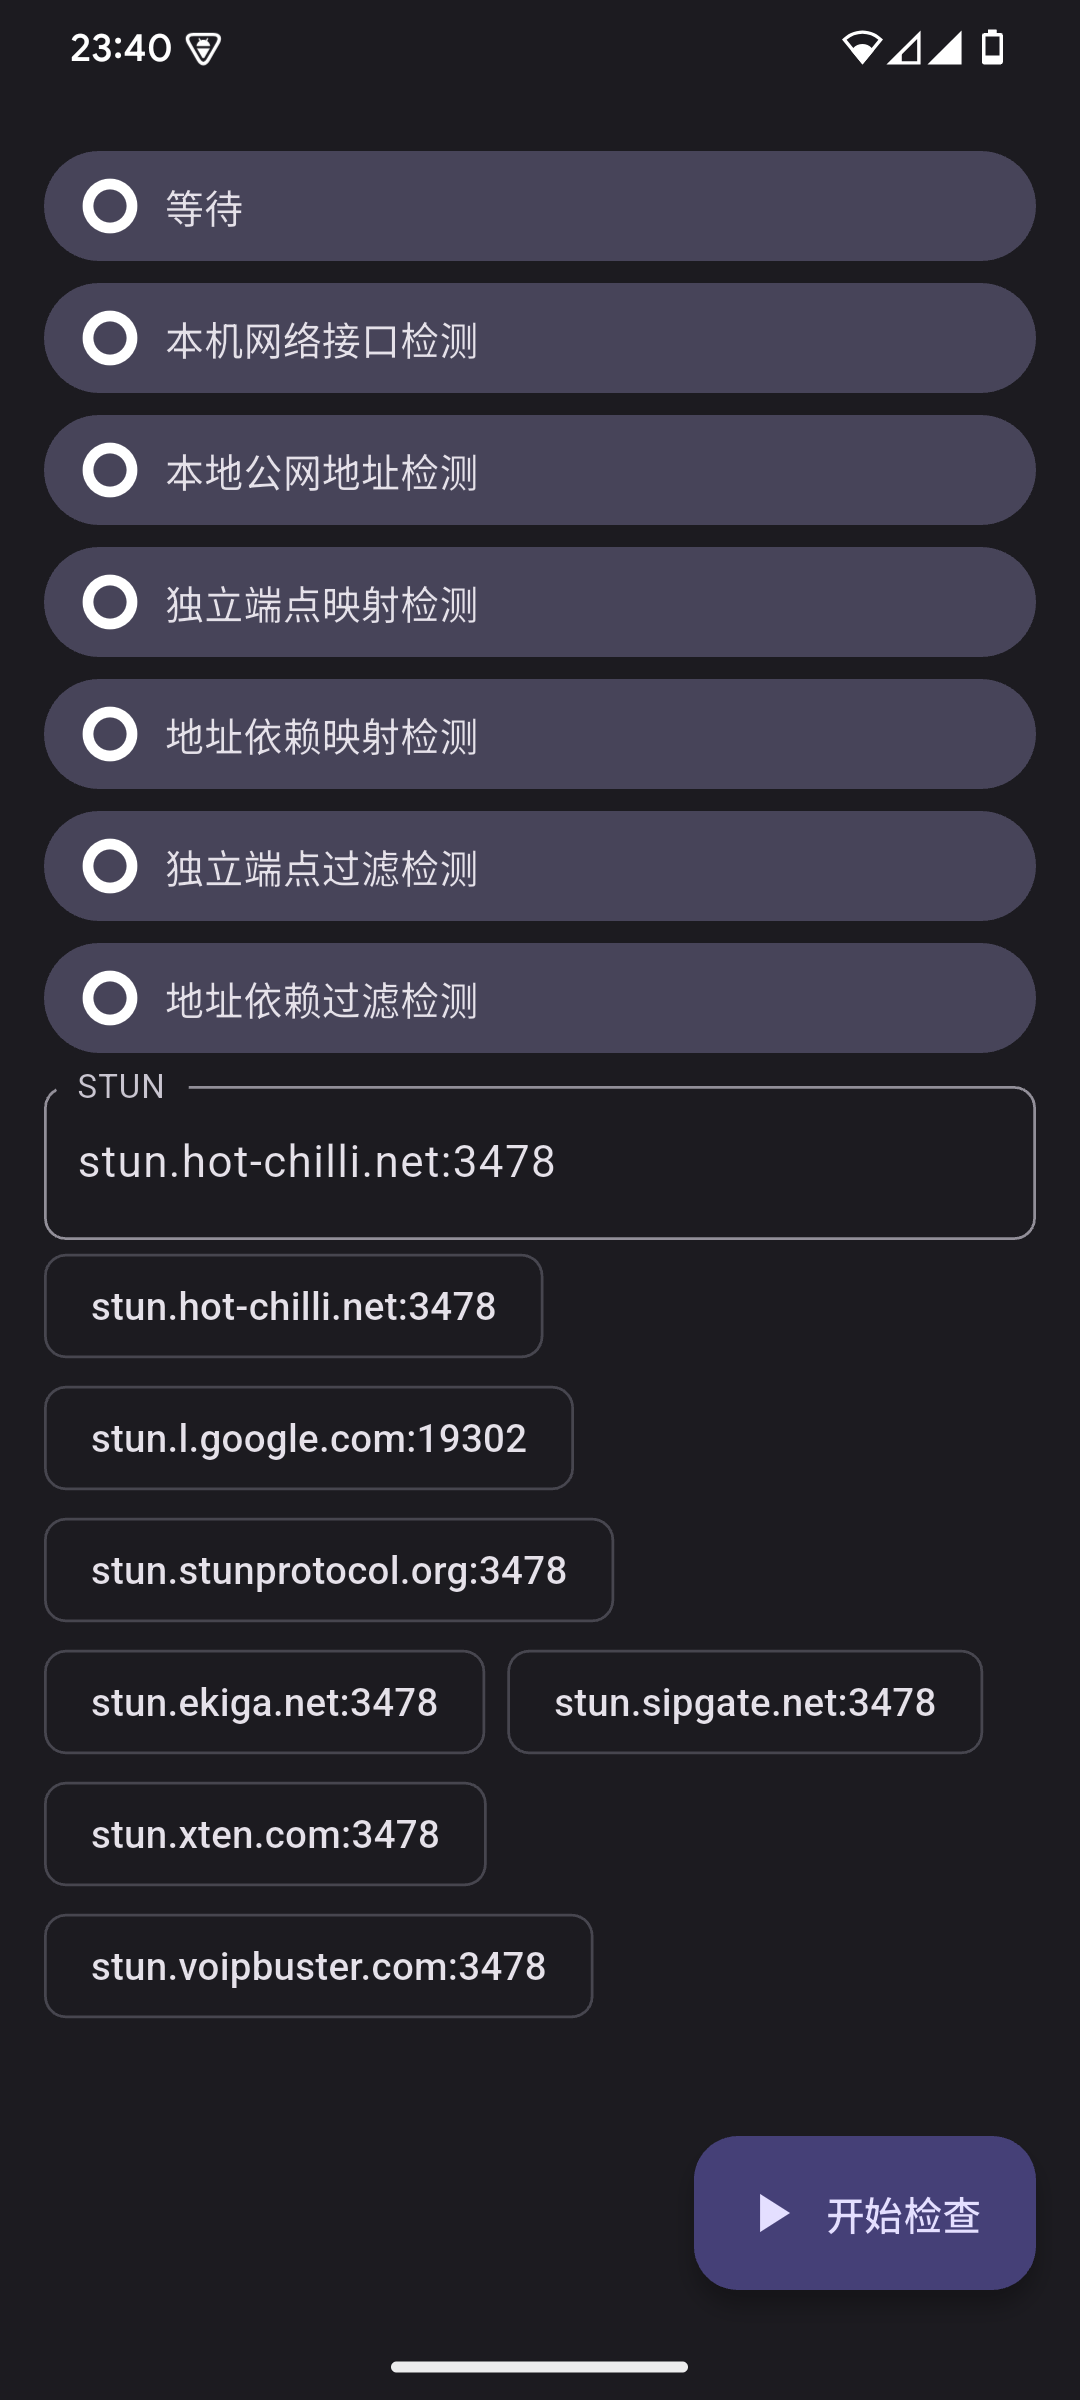 23:40
等待
本机网络接口检测
本地公网地址检测
独立端点映射检测
地址依赖映射检测
独立端点过滤检测
地址依赖过滤检测
STUN
stun.hot-chilli.net:3478
stun.hot-chilli.net:3478
stun.l.google.com:19302
stun.stunprotocol.org:3478
stun.ekiga.net:3478 stun.sipgate.net:3478
stun.xten.com:3478
stun.voipbuster.com:3478
开始检查